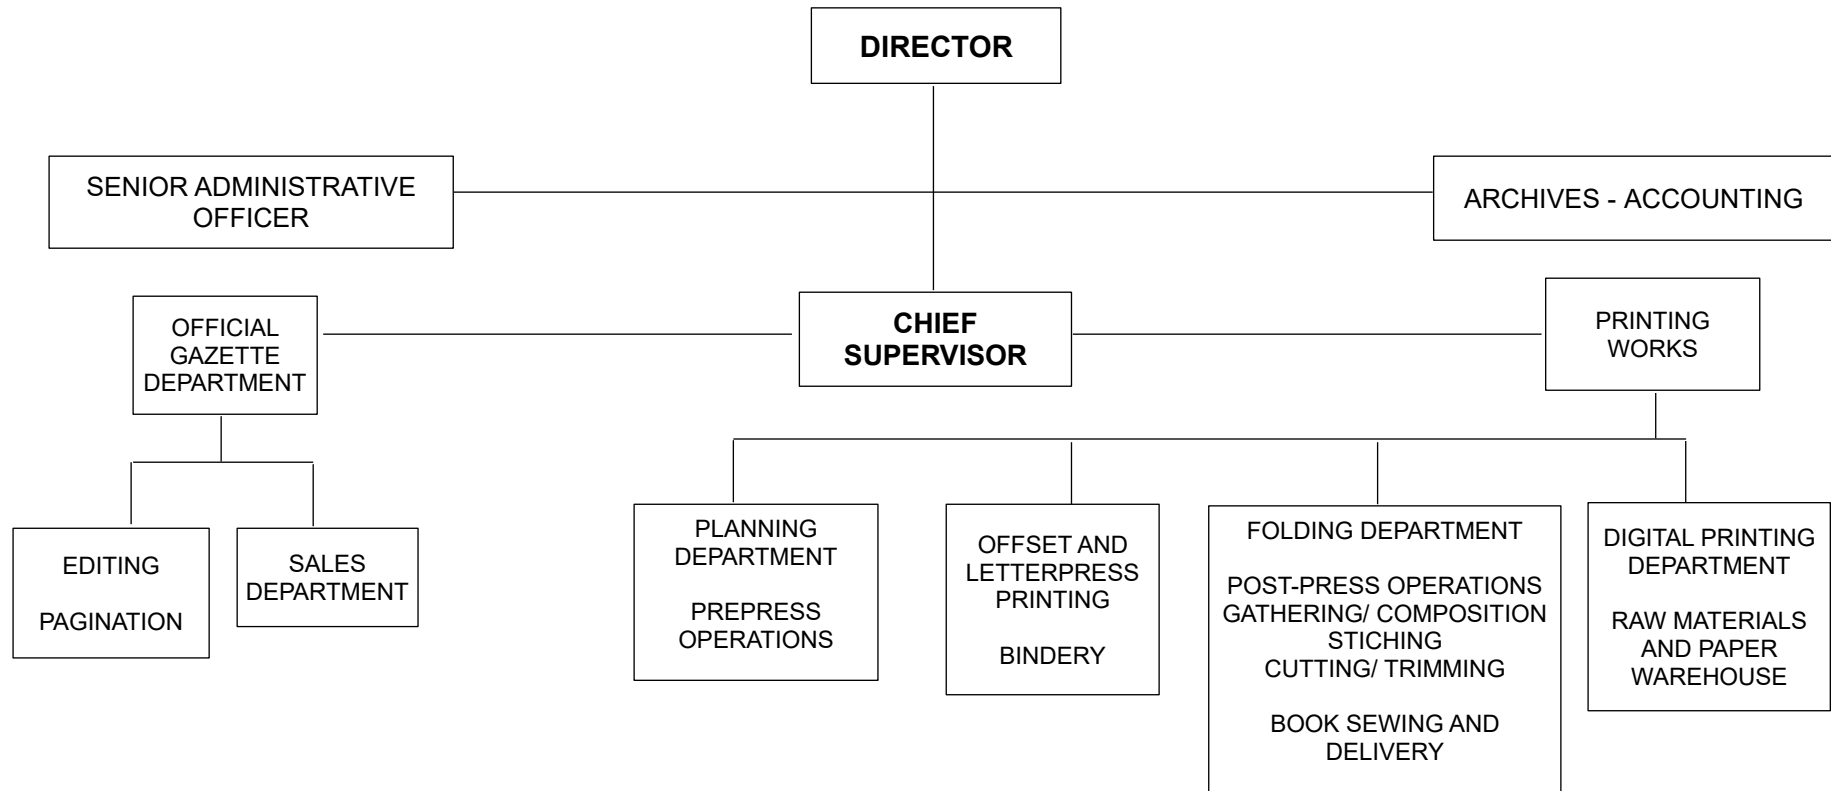 DIRECTOR
SENIOR ADMINISTRATIVE
OFFICER
ARCHIVES - ACCOUNTING
OFFICIAL
GAZETTE
DEPARTMENT
CHIEF
SUPERVISOR
PRINTING
WORKS
EDITING
PAGINATION
SALES
DEPARTMENT
PLANNING
DEPARTMENT
PREPRESS
OPERATIONS
OFFSET AND
LETTERPRESS
PRINTING
BINDERY
FOLDING DEPARTMENT
POST-PRESS OPERATIONS
GATHERING/ COMPOSITION
STICHING
CUTTING/ TRIMMING
BOOK SEWING AND
DELIVERY
DIGITAL PRINTING
DEPARTMENT
RAW MATERIALS
AND PAPER
WAREHOUSE